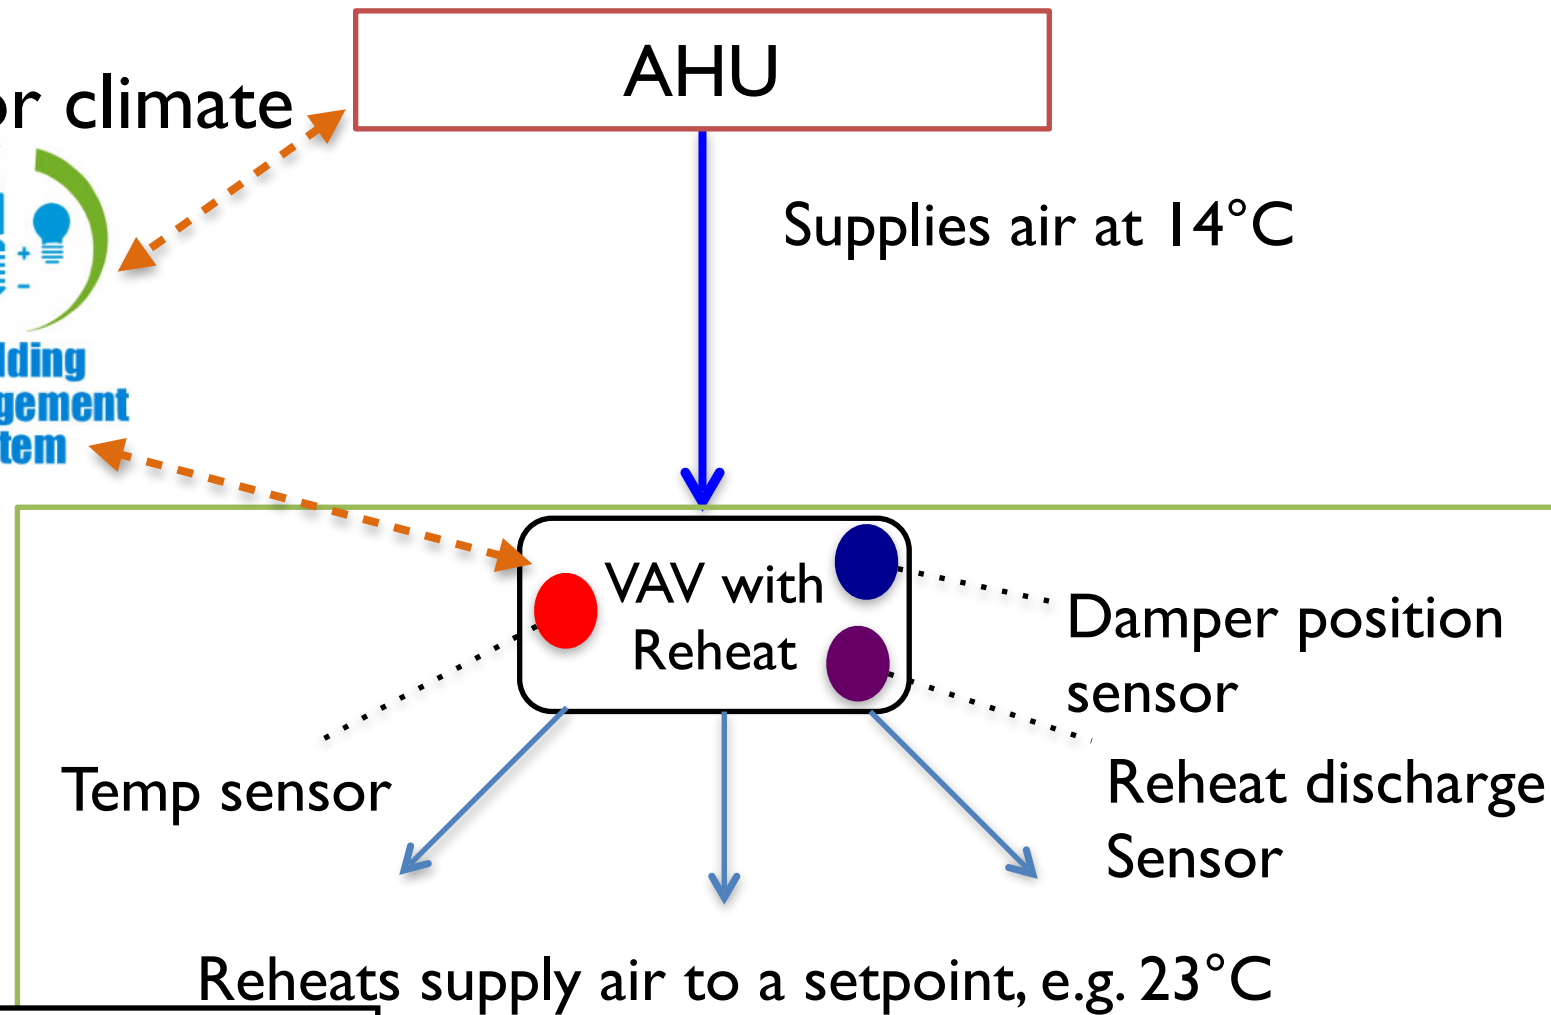 AHU
or climate
Supplies air at 14°C
+
-
lding
gement
tem
VAV with
Reheat
Damper position
sensor
Temp sensor
Reheat discharge
Sensor
Reheats supply air to a setpoint, e.g. 23°C